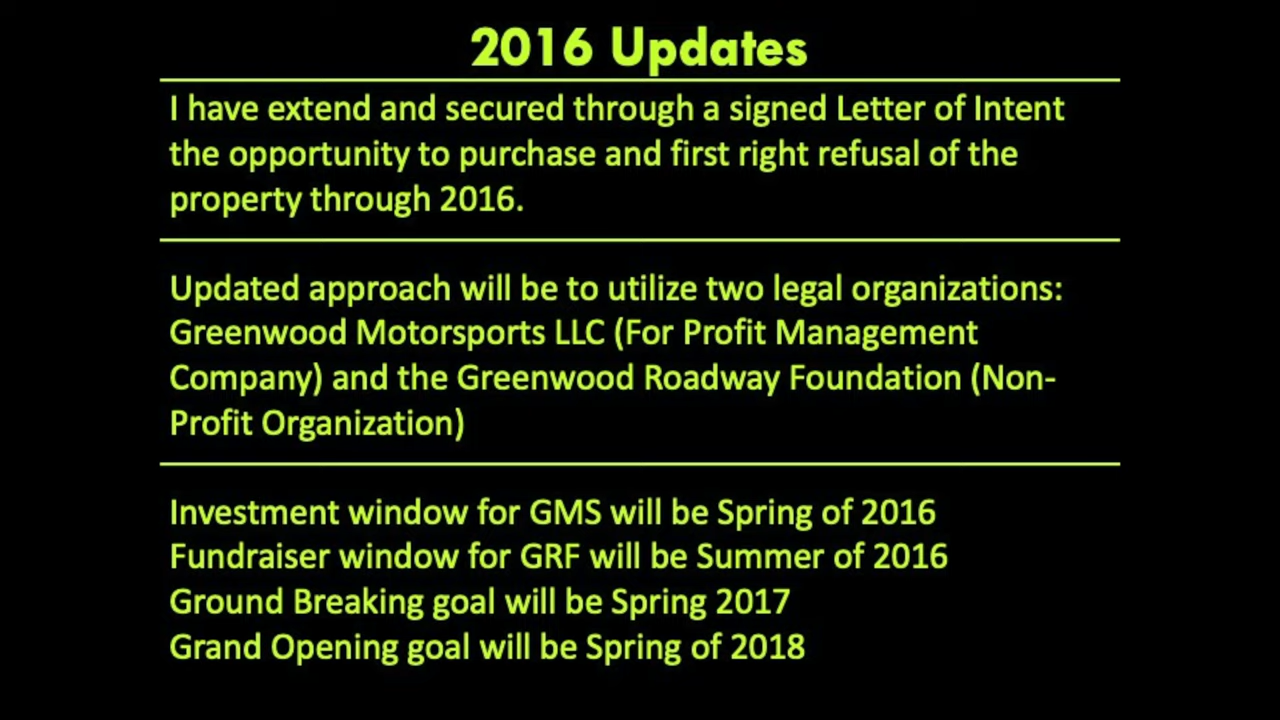 2016 Updates
I have extend and secured through a signed Letter of Intent
the opportunity to purchase and first right refusal of the
property through 2016.
Updated approach will be to utilize two legal organizations:
Greenwood Motorsports LLC (For Profit Management
Company) and the Greenwood Roadway Foundation (Non-
Profit Organization)
Investment window for GMS will be Spring of 2016
Fundraiser window for GRF will be Summer of 2016
Ground Breaking goal will be Spring 2017
Grand Opening goal will be Spring of 2018